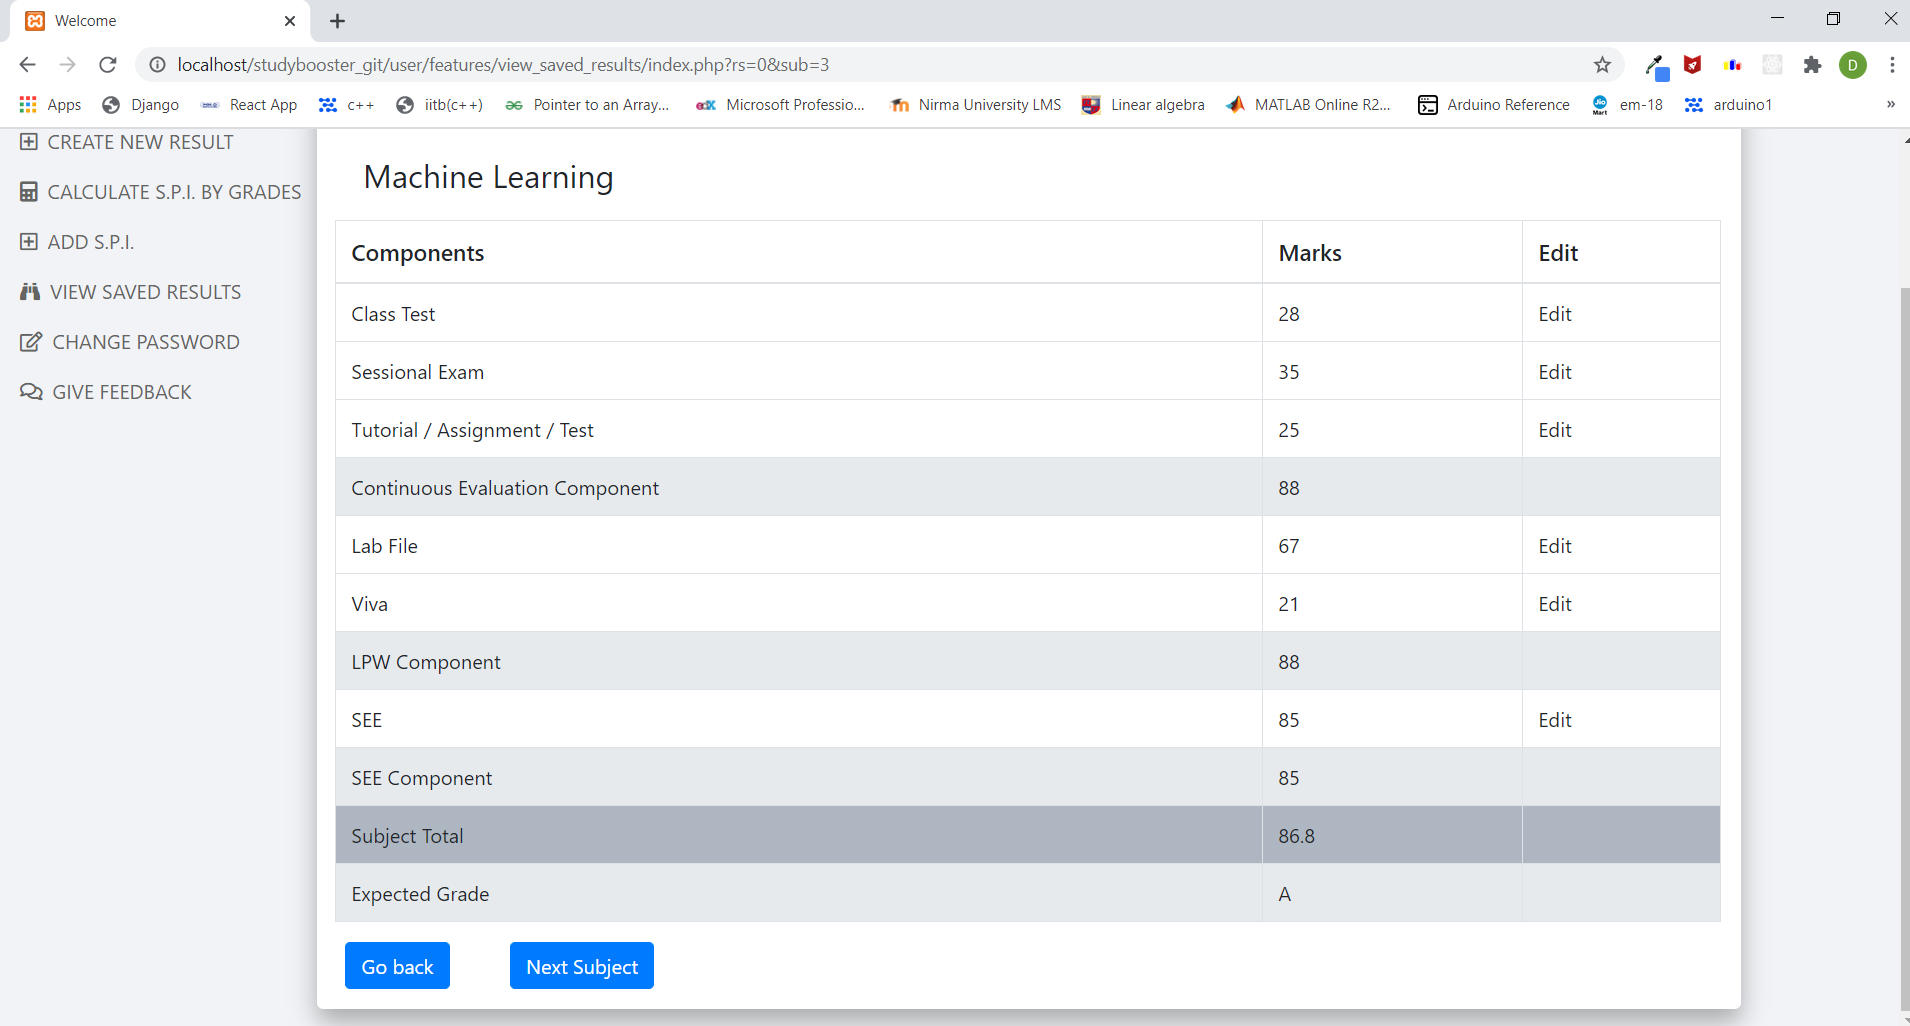 Welcome
localhost/studybooster_git/user/features/view_saved_results/index.php?rs=0&sub=3
D
Apps Django React App c++ iitb(c++) Pointer to an Array... edX Microsoft Professio... Nirma University LMS Linear algebra MATLAB Online R2... Arduino Reference Jio Mart em-18 arduino1 »
CREATE NEW RESULT
CALCULATE S.P.I. BY GRADES
ADD S.P.I.
VIEW SAVED RESULTS
CHANGE PASSWORD
GIVE FEEDBACK
Machine Learning
Components Marks Edit
Class Test 28 Edit
Sessional Exam 35 Edit
Tutorial / Assignment / Test 25 Edit
Continuous Evaluation Component 88
Lab File 67 Edit
Viva 21 Edit
LPW Component 88
SEE 85 Edit
SEE Component 85
Subject Total 86.8
Expected Grade A
Go back Next Subject